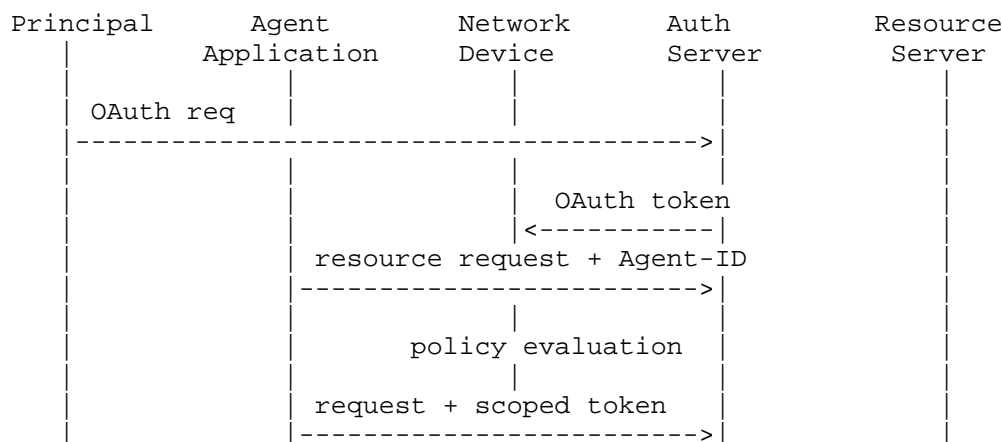 Principal Agent Network Auth Resource
Application Device Server Server
OAuth req
OAuth token
resource request + Agent-ID
policy evaluation
request + scoped token